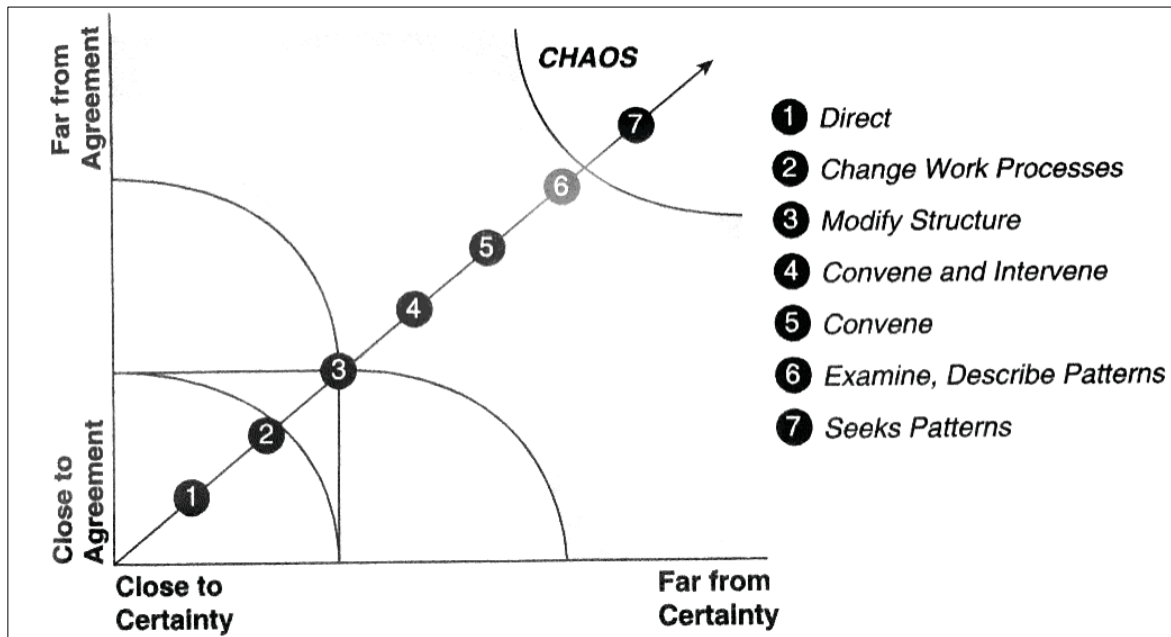 Far from
Agreement
Close to
Agreement
CHAOS
7
6
5
4
3
2
1
Close to
Certainty
Far from
Certainty
1 Direct
2 Change Work Processes
3 Modify Structure
4 Convene and Intervene
5 Convene
6 Examine, Describe Patterns
7 Seeks Patterns